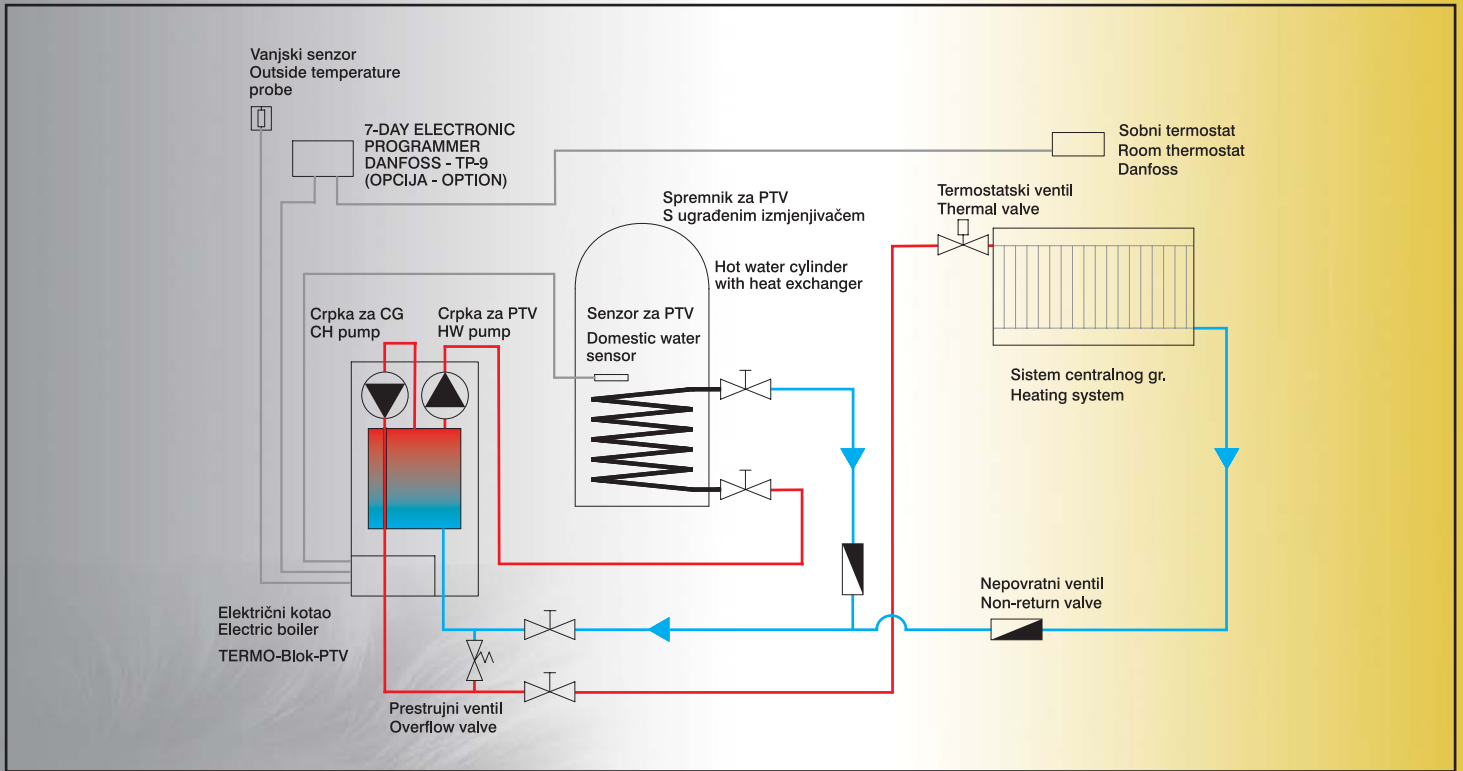 Vanjski senzor
Outside temperature
probe
7-DAY ELECTRONIC
PROGRAMMER
DANFOSS - TP-9
(OPCIJA - OPTION)
Sobni termostat
Room thermostat
Danfoss
Spremnik za PTV
S ugrađenim izmjenjivačem
Termostatski ventil
Thermal valve
Hot water cylinder
with heat exchanger
Crpka za CG
CH pump
Crpka za PTV
HW pump
Senzor za PTV
Domestic water
sensor
Sistem centralnog gr.
Heating system
Nepovratni ventil
Non-return valve
Električni kotao
Electric boiler
TERMO-Blok-PTV
Prestrujni ventil
Overflow valve